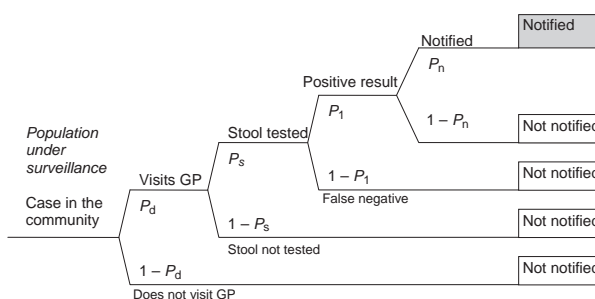 Notified
Notified
Pn
Positive result
P1
1 – Pn
Not notified
Population
under
surveillance
Stool tested
Ps
1 – P1
Not notified
False negative
Visits GP
Case in the
community
Pd
1 – Ps
Not notified
Stool not tested
1 – Pd
Not notified
Does not visit GP